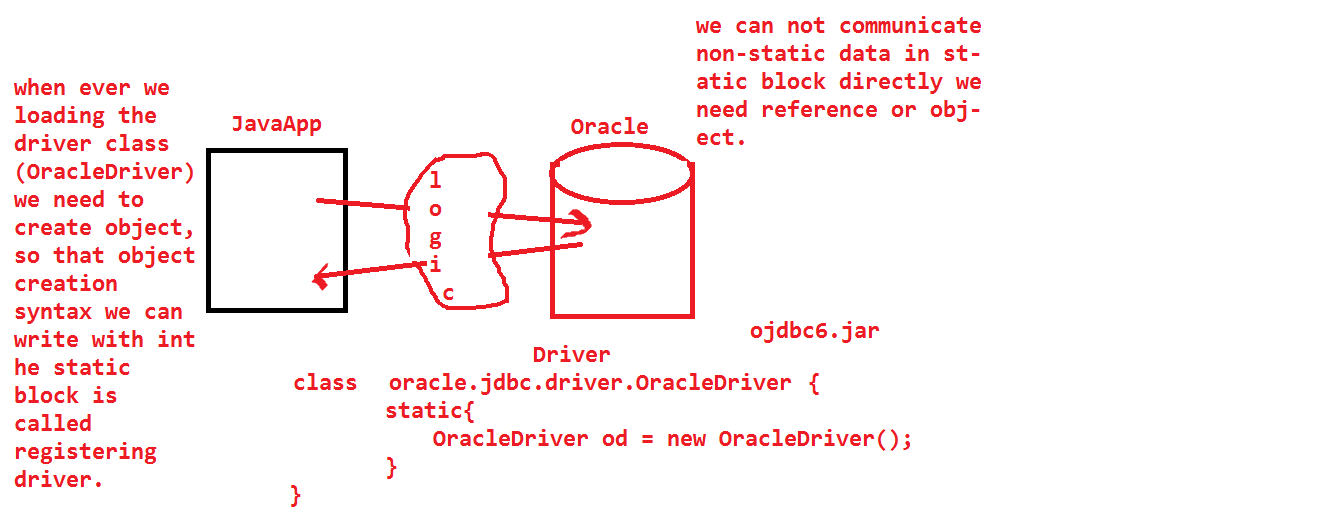 when ever we
loading the
driver class
(OracleDriver)
we need to
create object,
so that object
creation
syntax we can
write with int
he static
block is
called
registering
driver.
JavaApp
l
o
g
i
c
Oracle
we can not communicate
non-static data in st-
atic block directly we
need reference or obj-
ect.
ojdbc6.jar
Driver
class oracle.jdbc.driver.OracleDriver {
static{
OracleDriver od = new OracleDriver();
}
}